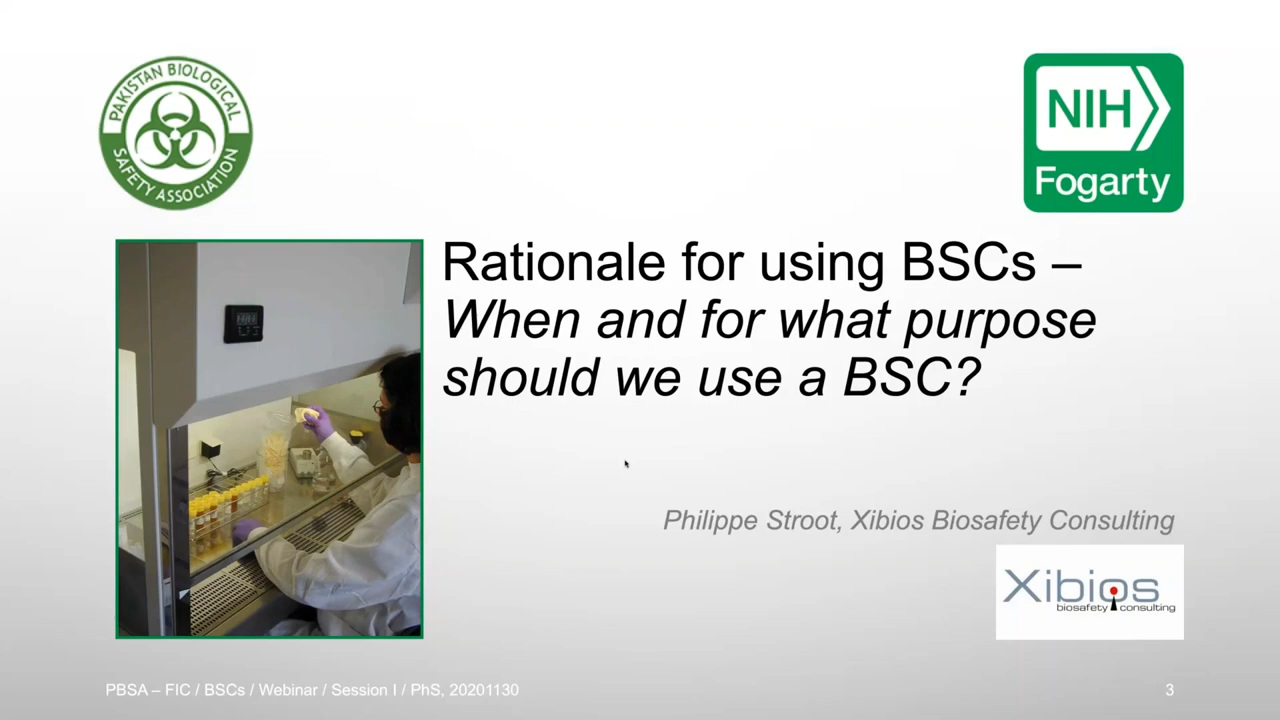 PAKISTAN BIOLOGICAL
SAFETY ASSOCIATION
NIH
Fogarty
Rationale for using BSCs –
When and for what purpose
should we use a BSC?
Philippe Stroot, Xibios Biosafety Consulting
Xibios
biosafety consulting
PBSA – FIC / BSCs / Webinar / Session I / PhS, 20201130
3